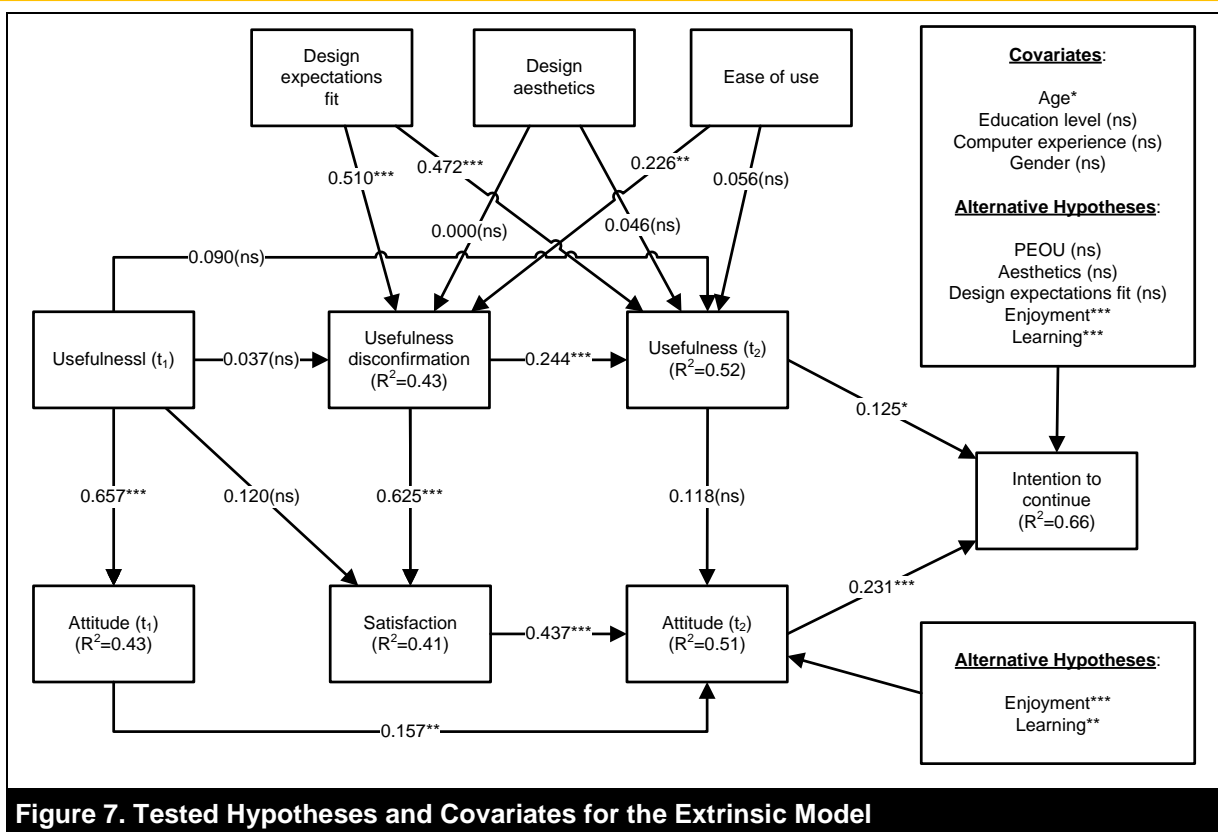 Design
expectations
fit
Design
aesthetics
Ease of use
Covariates:
Age*
Education level (ns)
Computer experience (ns)
Gender (ns)
Alternative Hypotheses:
PEOU (ns)
Aesthetics (ns)
Design expectations fit (ns)
Enjoyment***
Learning***
0.510***
0.472***
0.000(ns)
0.046(ns)
0.226**
0.056(ns)
0.090(ns)
Usefulnessl (t1)
0.037(ns)
Usefulness
disconfirmation
(R2=0.43)
0.244***
Usefulness (t2)
(R2=0.52)
0.125*
0.657***
0.120(ns)
0.625***
0.118(ns)
Intention to
continue
(R2=0.66)
0.231***
Attitude (t1)
(R2=0.43)
Satisfaction
(R2=0.41)
0.437***
Attitude (t2)
(R2=0.51)
0.157**
Alternative Hypotheses:
Enjoyment***
Learning**
Figure 7. Tested Hypotheses and Covariates for the Extrinsic Model